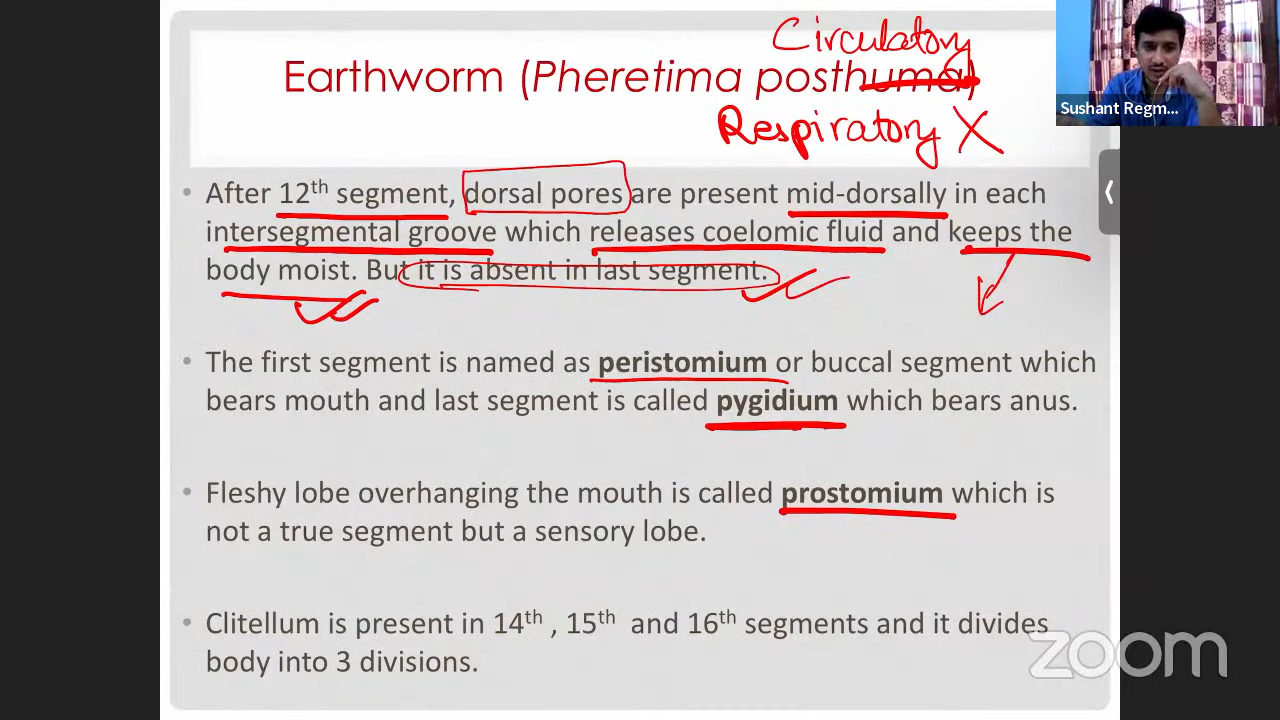 Circulatory
Earthworm (Pheretima posthuma)
Respiratory X
Sushant Regm...
• After 12th segment, dorsal pores are present mid-dorsally in each
intersegmental groove which releases coelomic fluid and keeps the
body moist. But it is absent in last segment.
• The first segment is named as peristomium or buccal segment which
bears mouth and last segment is called pygidium which bears anus.
• Fleshy lobe overhanging the mouth is called prostomium which is
not a true segment but a sensory lobe.
• Clitellum is present in 14th , 15th and 16th segments and it divides
body into 3 divisions.
zoom